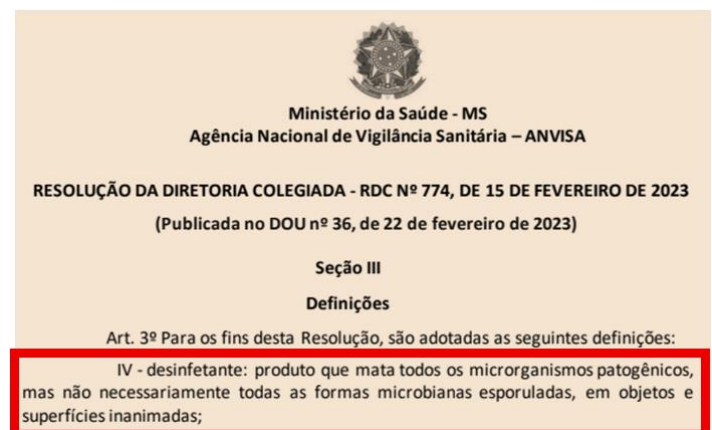 Ministério da Saúde - MS
Agência Nacional de Vigilância Sanitária – ANVISA
RESOLUÇÃO DA DIRETORIA COLEGIADA - RDC Nº 774, DE 15 DE FEVEREIRO DE 2023
(Publicada no DOU nº 36, de 22 de fevereiro de 2023)
Seção III
Definições
Art. 3º Para os fins desta Resolução, são adotadas as seguintes definições:
IV - desinfetante: produto que mata todos os microrganismos patogênicos,
mas não necessariamente todas as formas microbianas esporuladas, em objetos e
superfícies inanimadas;